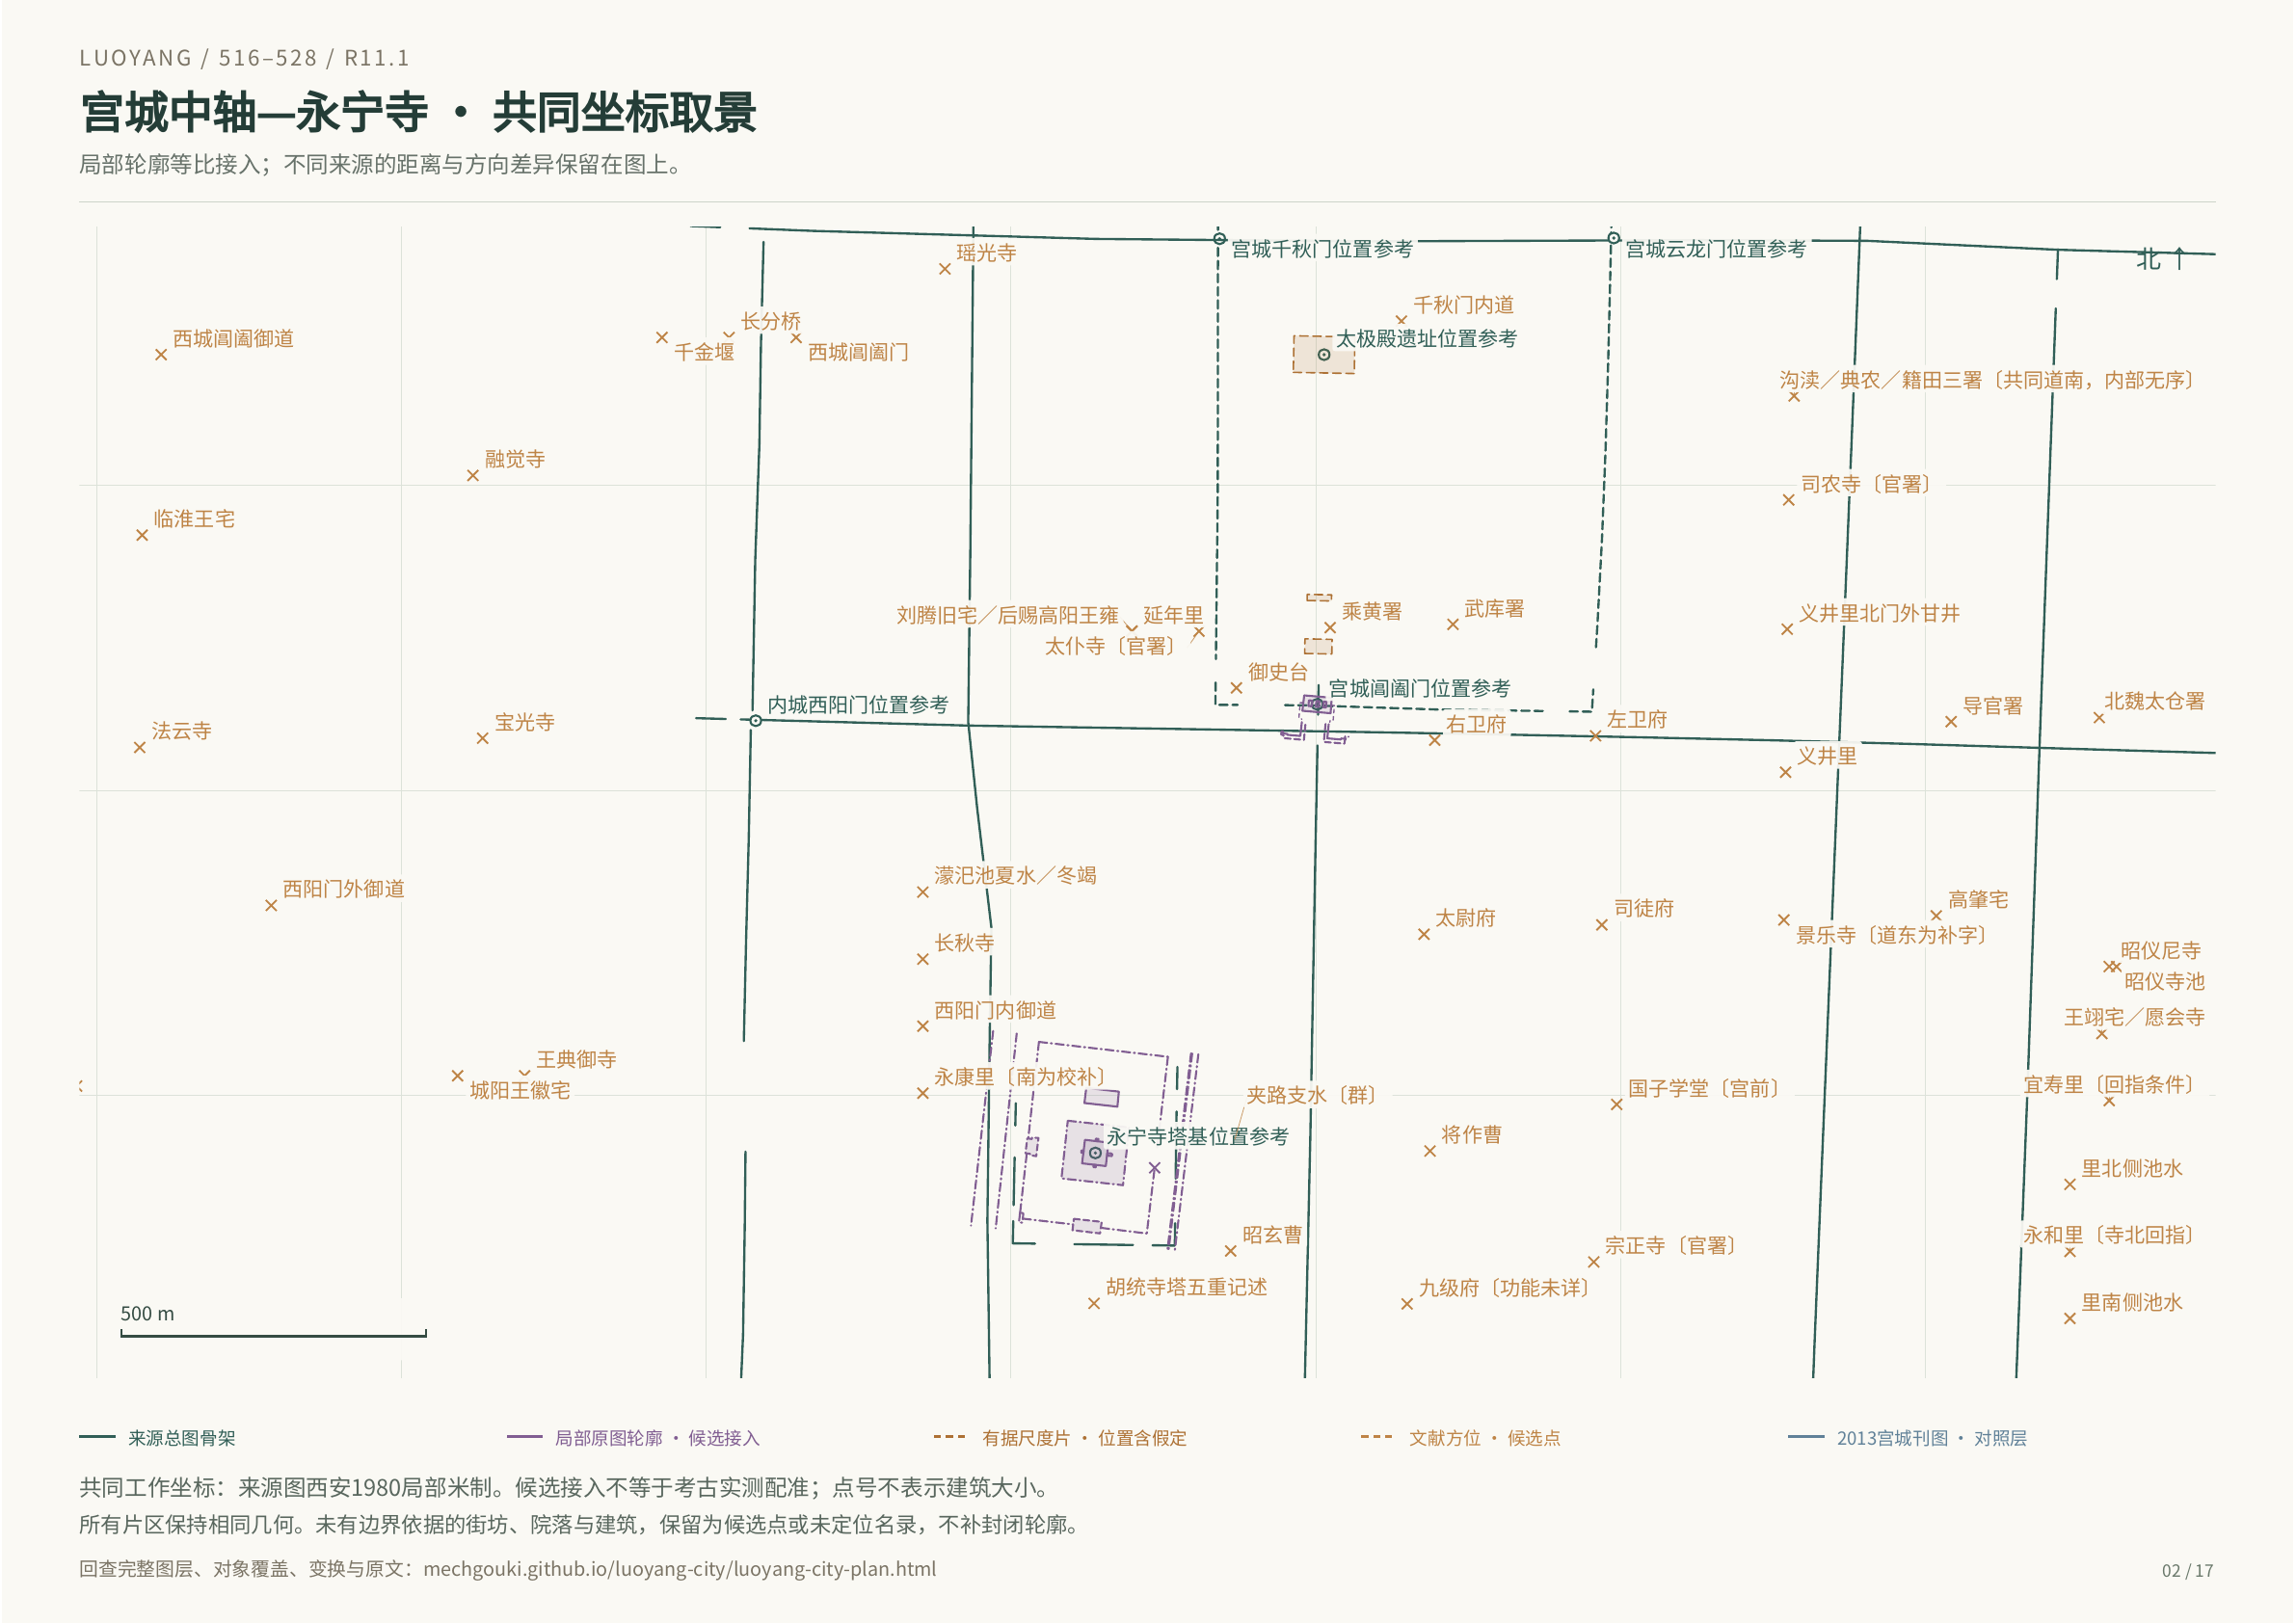 LUOYANG / 516–528 / R11.1
宫城中轴—永宁寺 · 共同坐标取景
局部轮廓等比接入；不同来源的距离与方向差异保留在图上。
瑶光寺
宫城千秋门位置参考
宫城云龙门位置参考
北 ↑
千秋门内道
长分桥
西城阊阖御道
太极殿遗址位置参考
千金堰
西城阊阖门
沟渎／典农／籍田三署〔共同道南，内部无序〕
融觉寺
司农寺〔官署〕
临淮王宅
刘腾旧宅／后赐高阳王雍
延年里
乘黄署
武库署
义井里北门外甘井
太仆寺〔官署〕
御史台
宫城阊阖门位置参考
内城西阳门位置参考
北魏太仓署
导官署
法云寺
宝光寺
右卫府
左卫府
义井里
濛汜池夏水／冬竭
西阳门外御道
高肇宅
太尉府
司徒府
景乐寺〔道东为补字〕
长秋寺
昭仪尼寺
昭仪寺池
西阳门内御道
王翊宅／愿会寺
王典御寺
城阳王徽宅
永康里〔南为校补〕
夹路支水〔群〕
国子学堂〔宫前〕
宜寿里〔回指条件〕
永宁寺塔基位置参考
将作曹
里北侧池水
昭玄曹
宗正寺〔官署〕
永和里〔寺北回指〕
胡统寺塔五重记述
九级府〔功能未详〕
里南侧池水
500 m
来源总图骨架
局部原图轮廓 · 候选接入
有据尺度片 · 位置含假定
文献方位 · 候选点
2013宫城刊图 · 对照层
共同工作坐标：来源图西安1980局部米制。候选接入不等于考古实测配准；点号不表示建筑大小。
所有片区保持相同几何。未有边界依据的街坊、院落与建筑，保留为候选点或未定位名录，不补封闭轮廓。
回查完整图层、对象覆盖、变换与原文：mechgouki.github.io/luoyang-city/luoyang-city-plan.html
02 / 17